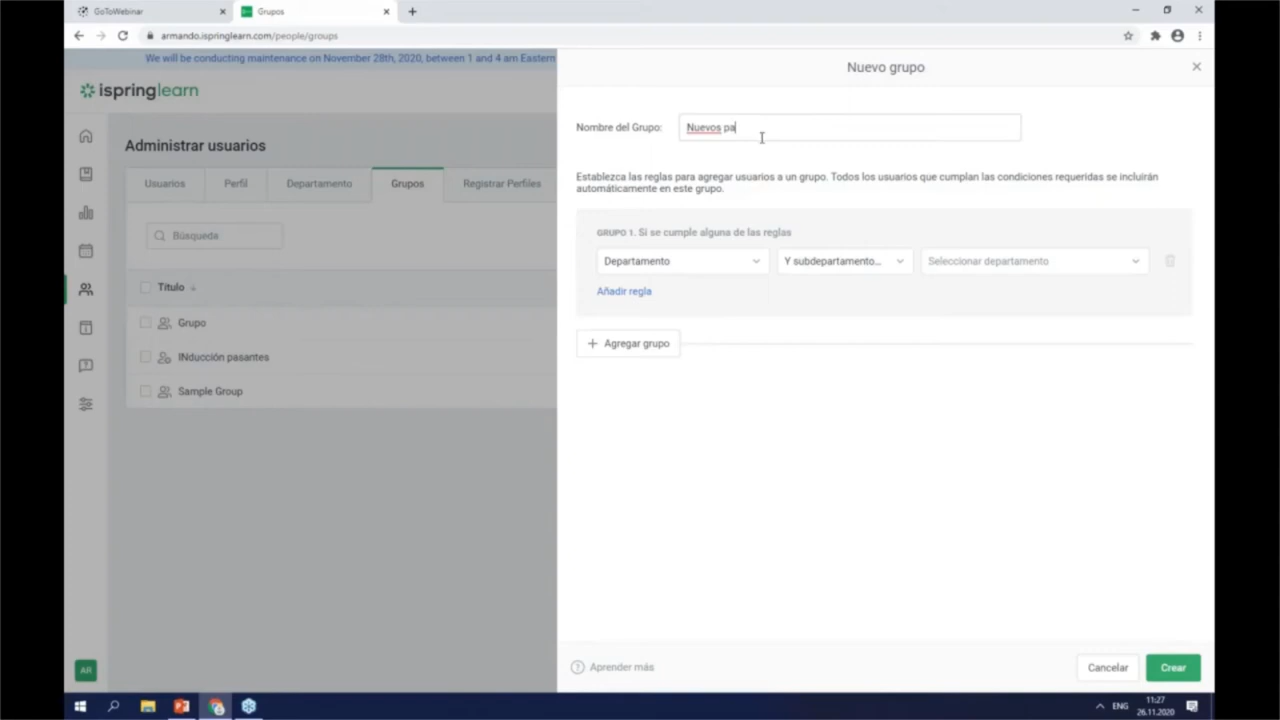 GoToWebinar
Grupos
armando.ispringlearn.com/people/groups
We will be conducting maintenance on November 28th, 2020, between 1 and 4 am Eastern
ispringlearn
Administrar usuarios
Usuarios
Perfil
Departamento
Grupos
Registrar Perfiles
Búsqueda
Título
Grupo
INducción pasantes
Sample Group
AR
Nuevo grupo
Nombre del Grupo:
Nuevos pa
Establezca las reglas para agregar usuarios a un grupo. Todos los usuarios que cumplan las condiciones requeridas se incluirán
automáticamente en este grupo.
GRUPO 1. Si se cumple alguna de las reglas
Departamento
Y subdepartamento...
Seleccionar departamento
Añadir regla
+ Agregar grupo
? Aprender más
Cancelar
Crear
ENG
11:27
26.11.2020